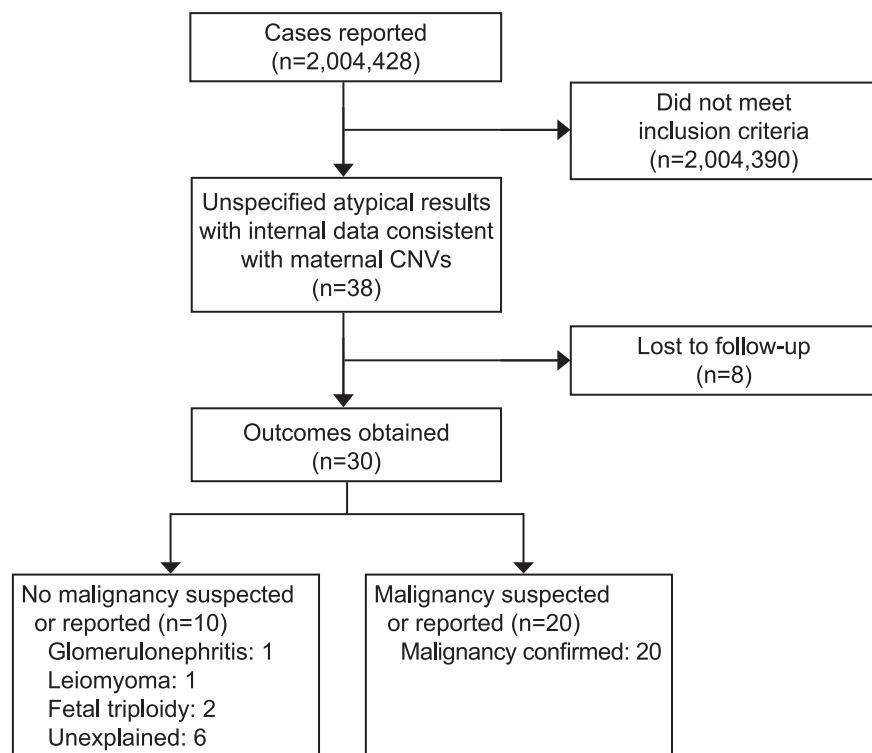 Cases reported
(n=2,004,428)
Did not meet
inclusion criteria
(n=2,004,390)
Unspecified atypical results
with internal data consistent
with maternal CNVs
(n=38)
Lost to follow-up
(n=8)
Outcomes obtained
(n=30)
No malignancy suspected
or reported (n=10)
Glomerulonephritis: 1
Leiomyoma: 1
Fetal triploidy: 2
Unexplained: 6
Malignancy suspected
or reported (n=20)
Malignancy confirmed: 20